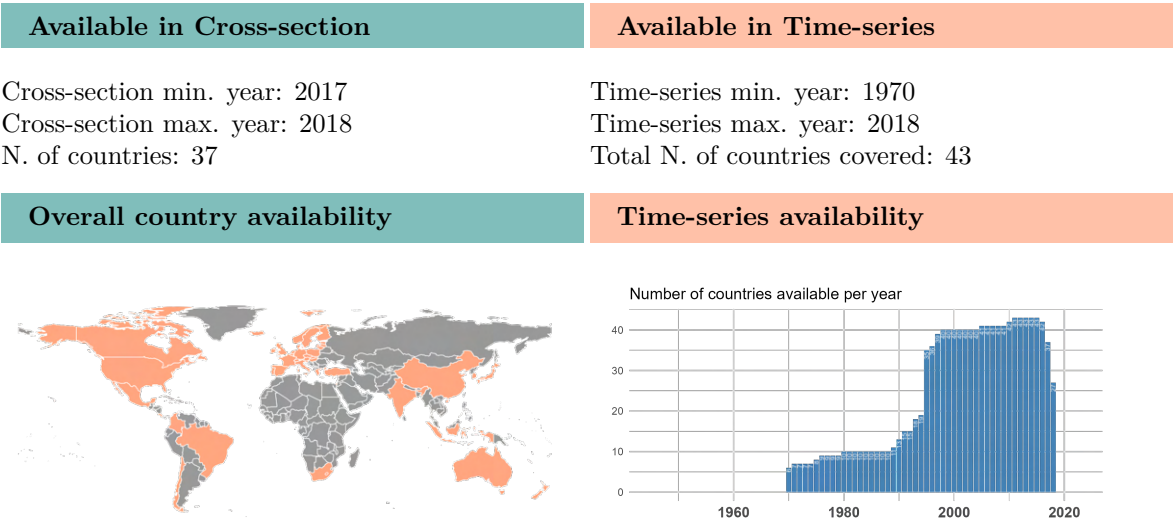 Available in Cross-section
Available in Time-series
Cross-section min. year: 2017
Cross-section max. year: 2018
N. of countries: 37
Time-series min. year: 1970
Time-series max. year: 2018
Total N. of countries covered: 43
Overall country availability
Time-series availability
Number of countries available per year
40
30
20
10
0
1960
1980
2000
2020